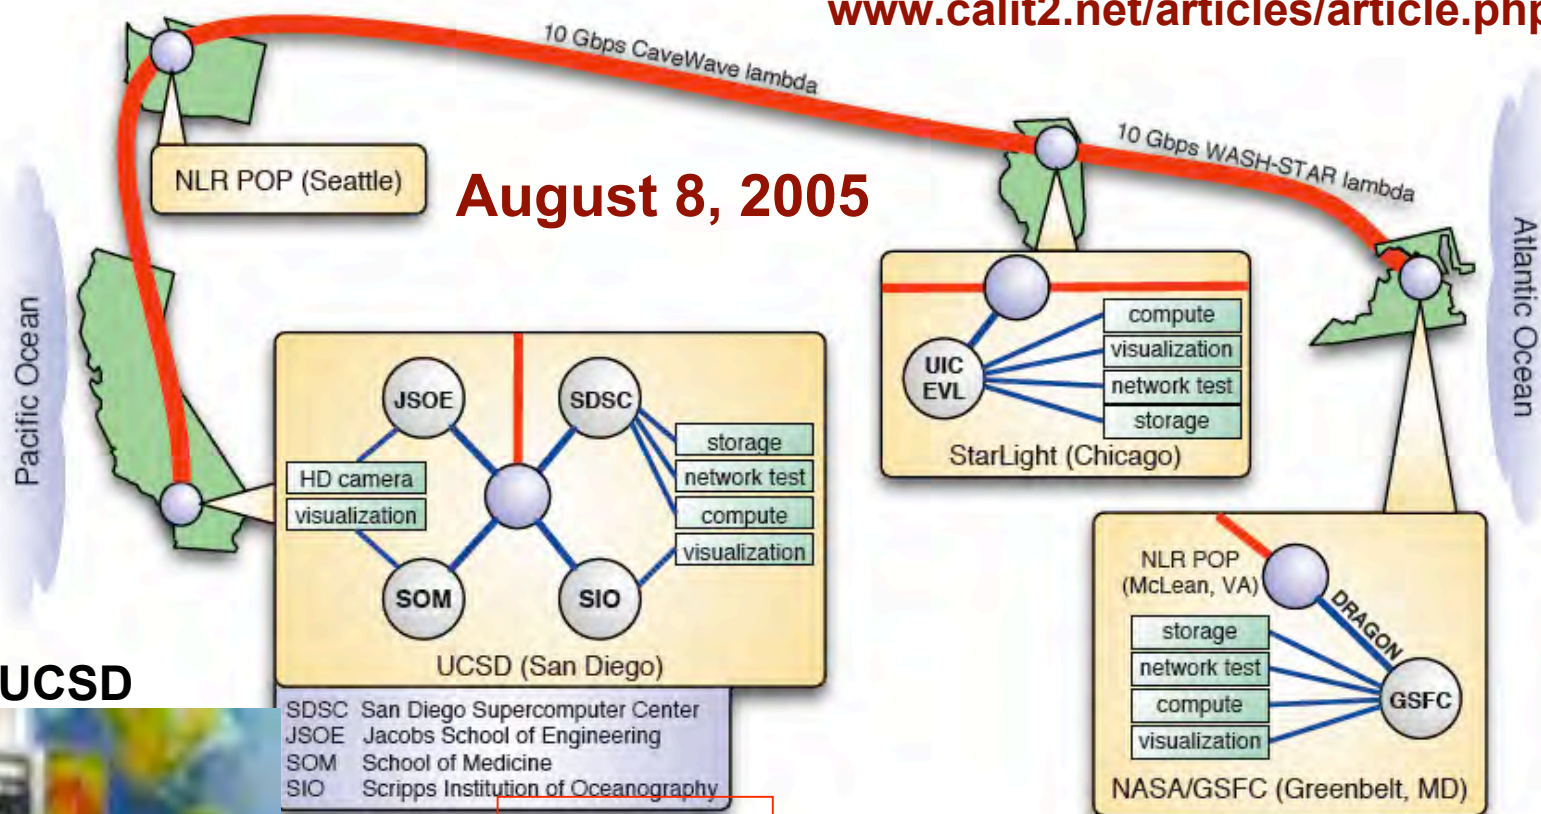 www.calit2.net/articles/article.php
10 Gbps CaveWave lambda
10 Gbps WASH-STAR lambda
NLR POP (Seattle)
August 8, 2005
Pacific Ocean
Atlantic Ocean
JSOE
SDSC
HD camera
visualization
storage
network test
compute
visualization
SOM
SIO
UCSD (San Diego)
SDSC San Diego Supercomputer Center
JSOE Jacobs School of Engineering
SOM School of Medicine
SIO Scripps Institution of Oceanography
UCSD
UIC
EVL
compute
visualization
network test
storage
StarLight (Chicago)
NLR POP
(McLean, VA)
DRAGON
storage
network test
compute
visualization
GSFC
NASA/GSFC (Greenbelt, MD)